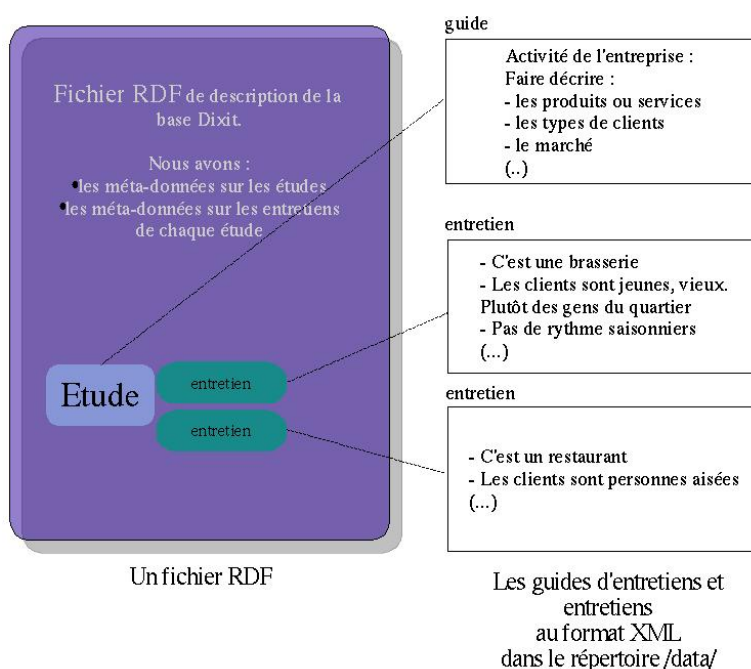 Fichier RDF de description de la
base Dixit.
Nous avons :
•les méta-données sur les études
•les méta-données sur les entretiens
de chaque étude
Etude
entretien
entretien
Un fichier RDF
guide
Activité de l'entreprise :
Faire décrire :
- les produits ou services
- les types de clients
- le marché
(..)
entretien
- C'est une brasserie
- Les clients sont jeunes, vieux.
Plutôt des gens du quartier
- Pas de rythme saisonniers
(...)
entretien
- C'est un restaurant
- Les clients sont personnes aisées
(...)
Les guides d'entretiens et
entretiens
au format XML
dans le répertoire /data/